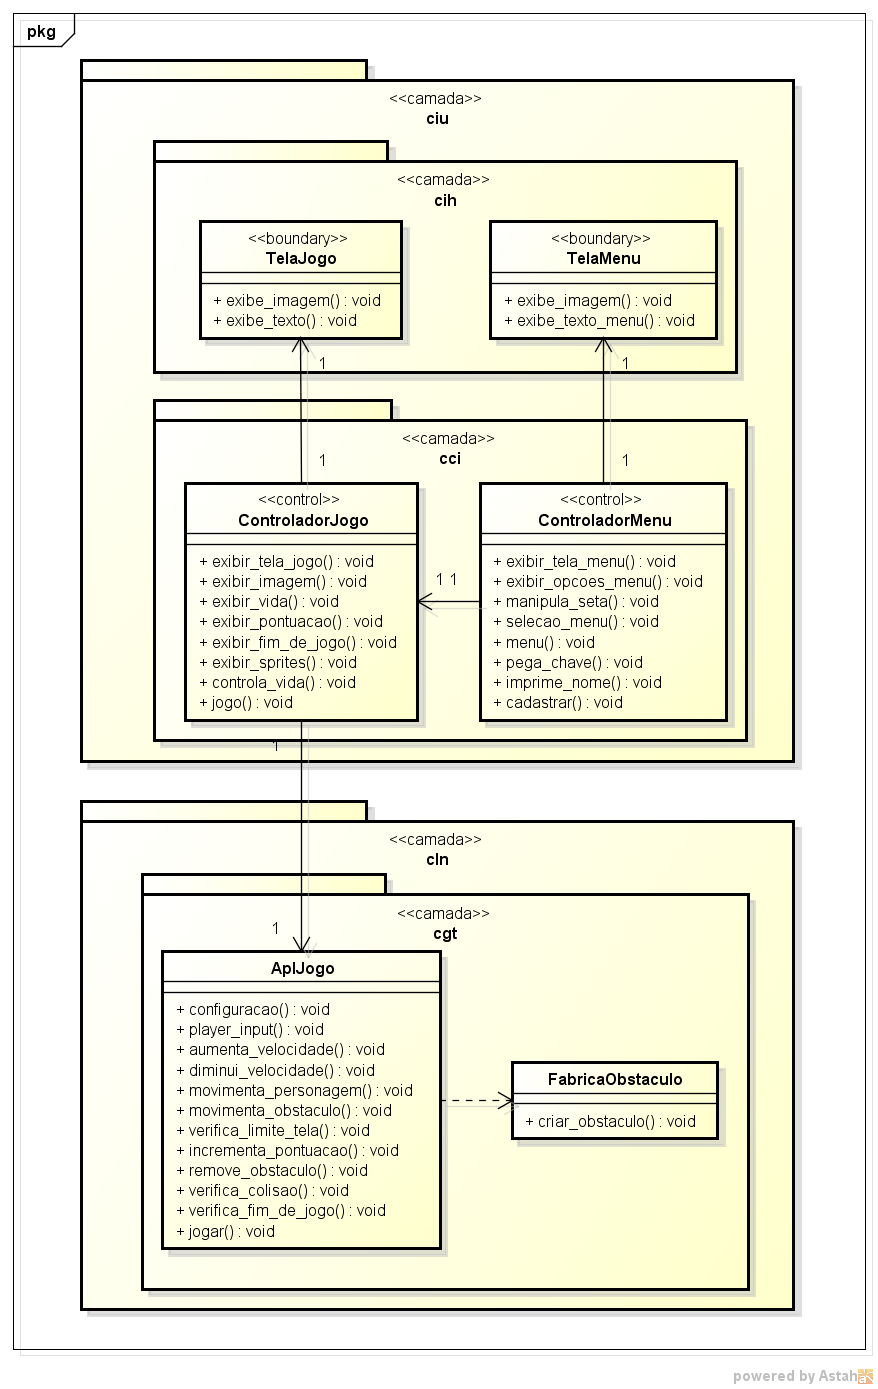 pkg
<<camada>>
ciu
<<camada>>
cih
<<boundary>>
TelaJogo
+ exibe_imagem() : void
+ exibe_texto() : void
<<boundary>>
TelaMenu
+ exibe_imagem() : void
+ exibe_texto_menu() : void
1
1
<<camada>>
cci
1
1
<<control>>
ControladorJogo
+ exibir_tela_jogo() : void
+ exibir_imagem() : void
+ exibir_vida() : void
+ exibir_pontuacao() : void
+ exibir_fim_de_jogo() : void
+ exibir_sprites() : void
+ controla_vida() : void
+ jogo() : void
1 1
<<control>>
ControladorMenu
+ exibir_tela_menu() : void
+ exibir_opcoes_menu() : void
+ manipula_seta() : void
+ selecao_menu() : void
+ menu() : void
+ pega_chave() : void
+ imprime_nome() : void
+ cadastrar() : void
1
<<camada>>
cln
<<camada>>
cgt
1
AplJogo
+ configuracao() : void
+ player_input() : void
+ aumenta_velocidade() : void
+ diminui_velocidade() : void
+ movimenta_personagem() : void
+ movimenta_obstaculo() : void
+ verifica_limite_tela() : void
+ incrementa_pontuacao() : void
+ remove_obstaculo() : void
+ verifica_colisao() : void
+ verifica_fim_de_jogo() : void
+ jogar() : void
FabricaObstaculo
+ criar_obstaculo() : void
powered by Astah